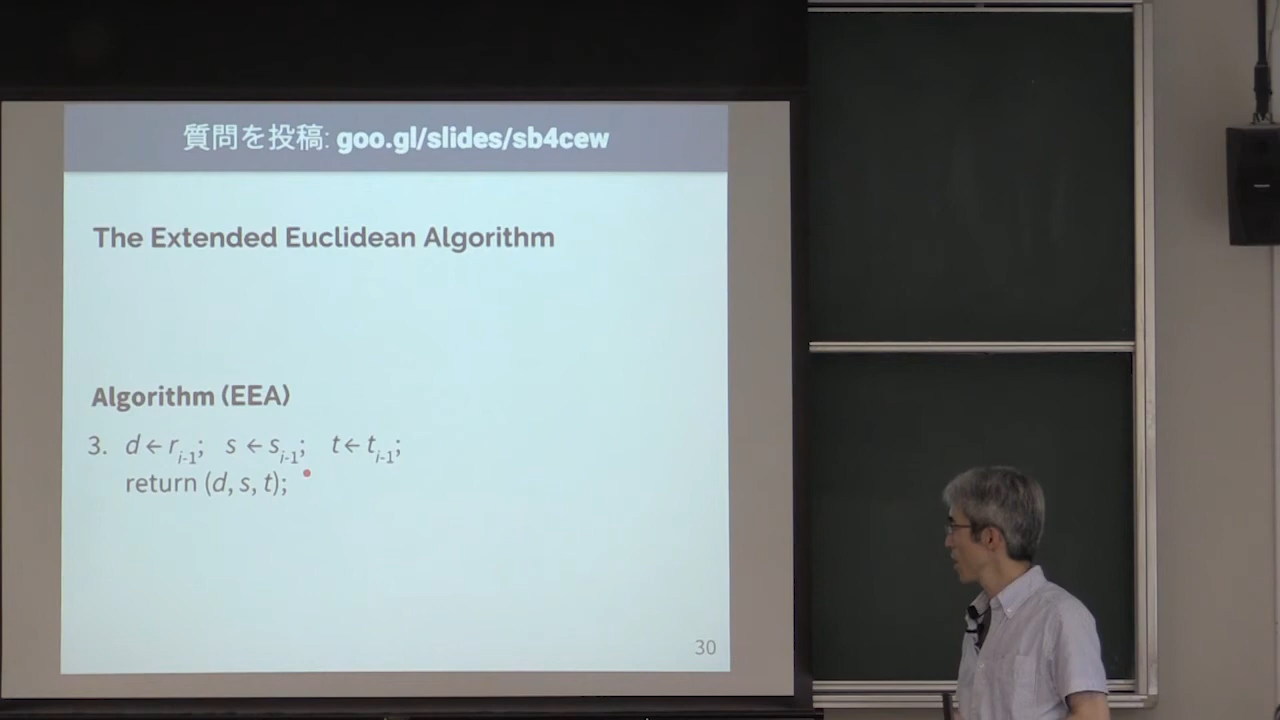 質問を投稿: goo.gl/slides/sb4cew
The Extended Euclidean Algorithm
Algorithm (EEA)
3. d ← r_{i-1}; s ← s_{i-1}; t ← t_{i-1};
return (d, s, t);
30